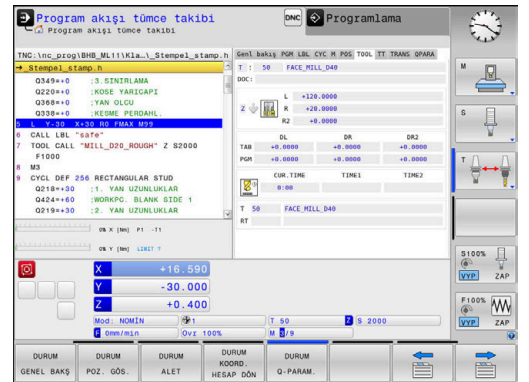 Program akışı tümce takibi
Program akışı tümce takibi
DNC
Programlama
TNC:\nc_prog\BHB_ML11\Kla…\_Stempel_stamp.h
→_Stempel_stamp.h
Q349=+0 ;3.SINIRLAMA
Q220=+0 ;KOSE YARICAPI
Q368=+0 ;YAN OLCU
Q338=+0 ;KESME PERDAHL.
5 L Y-30 X+30 R0 FMAX M99
6 CALL LBL "safe"
7 TOOL CALL "MILL_D20_ROUGH" Z S2000
F1000
8 M3
9 CYCL DEF 256 RECTANGULAR STUD
Q218=+30 ;1. YAN UZUNLUKLAR
Q424=+60 ;WORKPC. BLANK SIDE 1
Q219=+30 ;2. YAN UZUNLUKLAR
Genl bakış PGM LBL CYC M POS TOOL TT TRANS QPARA
T : 50 FACE_MILL_D40
DOC:
L +120.0000
Z R +20.0000
R2 +0.0000
DL DR DR2
TAB +0.0000 +0.0000 +0.0000
PGM +0.0000 +0.0000 +0.0000
CUR.TIME TIME1 TIME2
0:00
T 50 FACE_MILL_D40
RT
0% X [Nm] P1 -T1
0% Y [Nm] LIMIT 1
X +16.590
Y -30.000
Z +0.400
Mod: NOMİN 1 T 50 Z S 2000
F 0mm/min Ovr 100% M 3/9
M
S
T
S100%
VYP ZAP
F100%
VYP ZAP
DURUM GENEL BAKŞ
DURUM POZ. GÖS.
DURUM ALET
DURUM KOORD. HESAP DÖN
DURUM Q-PARAM.